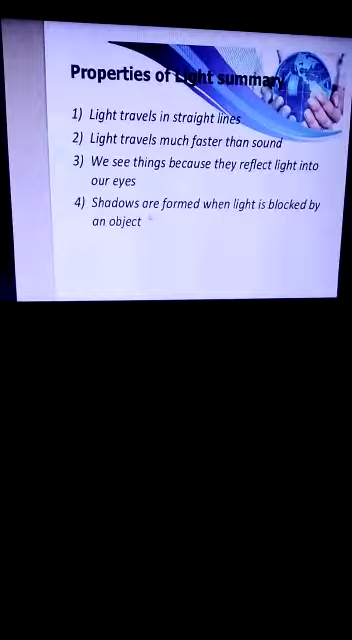 Properties of Light summary
1) Light travels in straight lines
2) Light travels much faster than sound
3) We see things because they reflect light into
our eyes
4) Shadows are formed when light is blocked by
an object